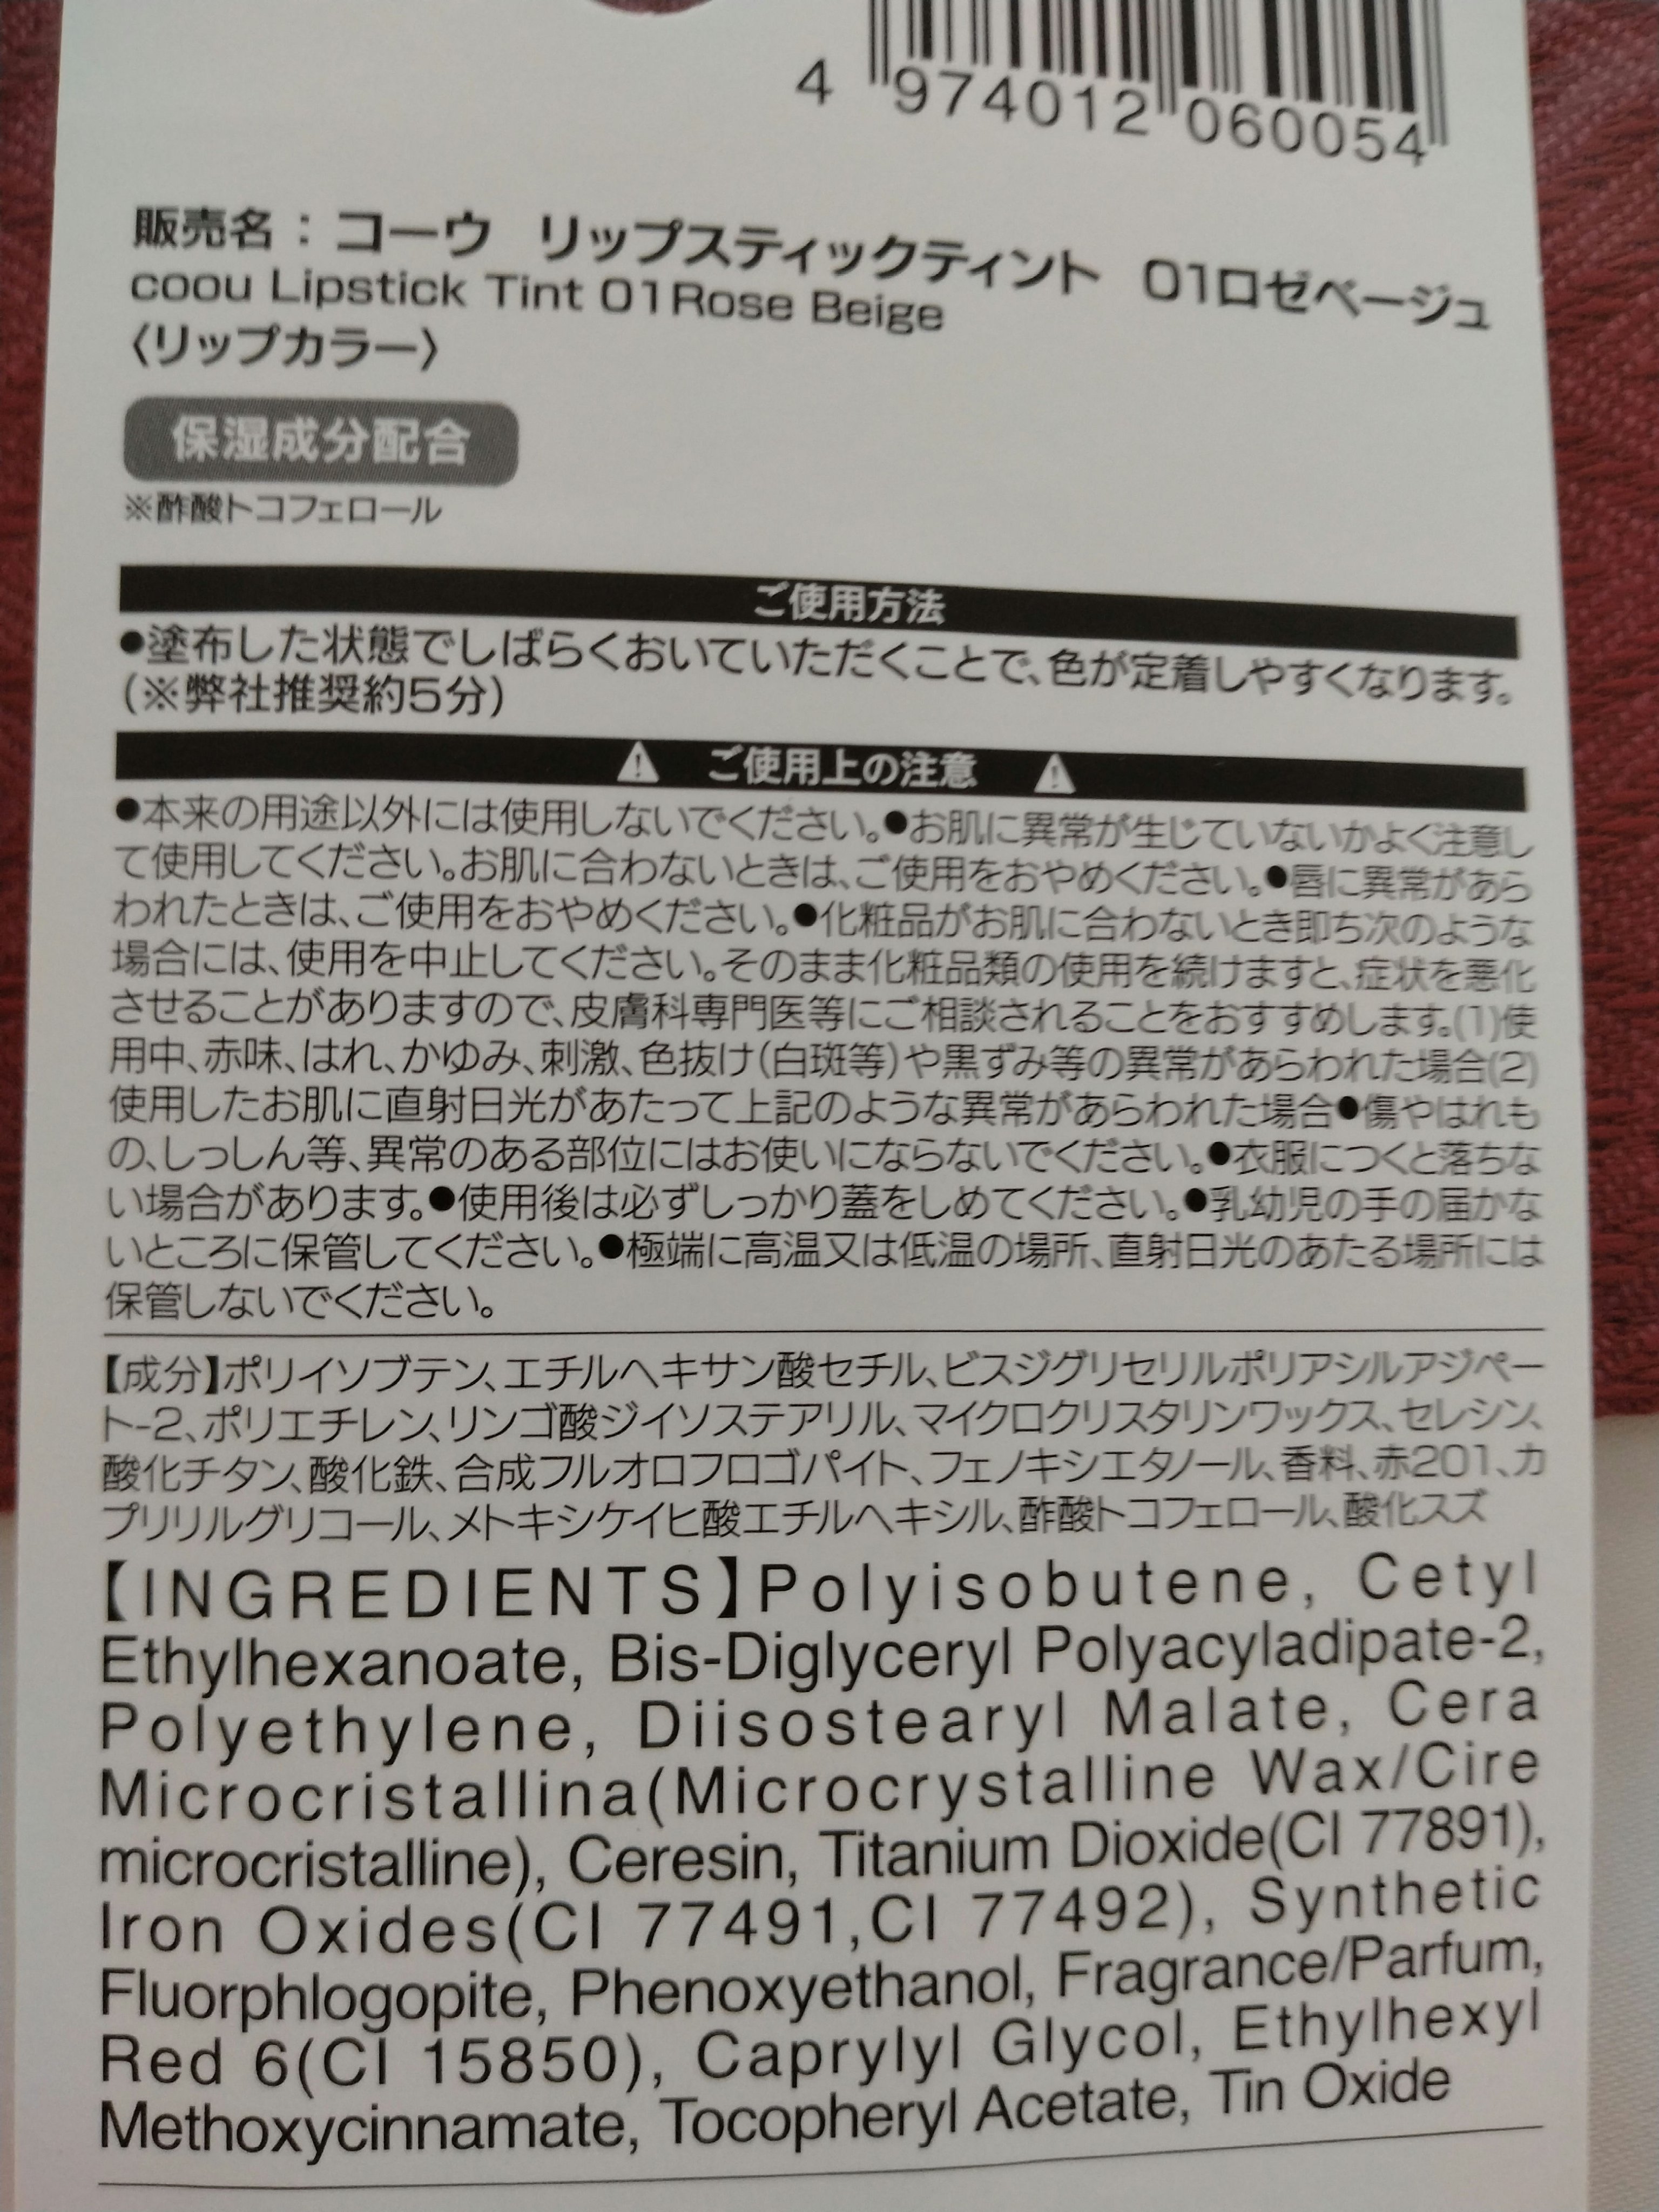 4 974012 060054
販売名：コーウ リップスティックティント 01ロゼベージュ
coou Lipstick Tint 01Rose Beige
〈リップカラー〉
保湿成分配合
※酢酸トコフェロール
ご使用方法
●塗布した状態でしばらくおいていただくことで、色が定着しやすくなります。
(※弊社推奨約5分)
ご使用上の注意
●本来の用途以外には使用しないでください。●お肌に異常が生じていないかよく注意し
て使用してください。お肌に合わないときは、ご使用をおやめください。●唇に異常があら
われたときは、ご使用をおやめください。●化粧品がお肌に合わないとき即ち次のような
場合には、使用を中止してください。そのまま化粧品類の使用を続けますと、症状を悪化
させることがありますので、皮膚科専門医等にご相談されることをおすすめします。(1)使
用中、赤味、はれ、かゆみ、刺激、色抜け(白斑等)や黒ずみ等の異常があらわれた場合(2)
使用したお肌に直射日光があたって上記のような異常があらわれた場合●傷やはれも
の、しっしん等、異常のある部位にはお使いにならないでください。●衣服につくと落ちな
い場合があります。●使用後は必ずしっかり蓋をしめてください。●乳幼児の手の届かな
いところに保管してください。●極端に高温又は低温の場所、直射日光のあたる場所には
保管しないでください。
【成分】ポリイソブテン、エチルヘキサン酸セチル、ビスジグリセリルポリアシルアジペー
ト-2、ポリエチレン、リンゴ酸ジイソステアリル、マイクロクリスタリンワックス、セレシン、
酸化チタン、酸化鉄、合成フルオロフロゴパイト、フェノキシエタノール、香料、赤201、カ
プリリルグリコール、メトキシケイヒ酸エチルヘキシル、酢酸トコフェロール、酸化スズ
【INGREDIENTS】Polyisobutene, Cetyl
Ethylhexanoate, Bis-Diglyceryl Polyacyladipate-2,
Polyethylene, Diisostearyl Malate, Cera
Microcristallina(Microcrystalline Wax/Cire
microcristalline), Ceresin, Titanium Dioxide(CI 77891),
Iron Oxides(CI 77491,CI 77492), Synthetic
Fluorphlogopite, Phenoxyethanol, Fragrance/Parfum,
Red 6(CI 15850), Caprylyl Glycol, Ethylhexyl
Methoxycinnamate, Tocopheryl Acetate, Tin Oxide